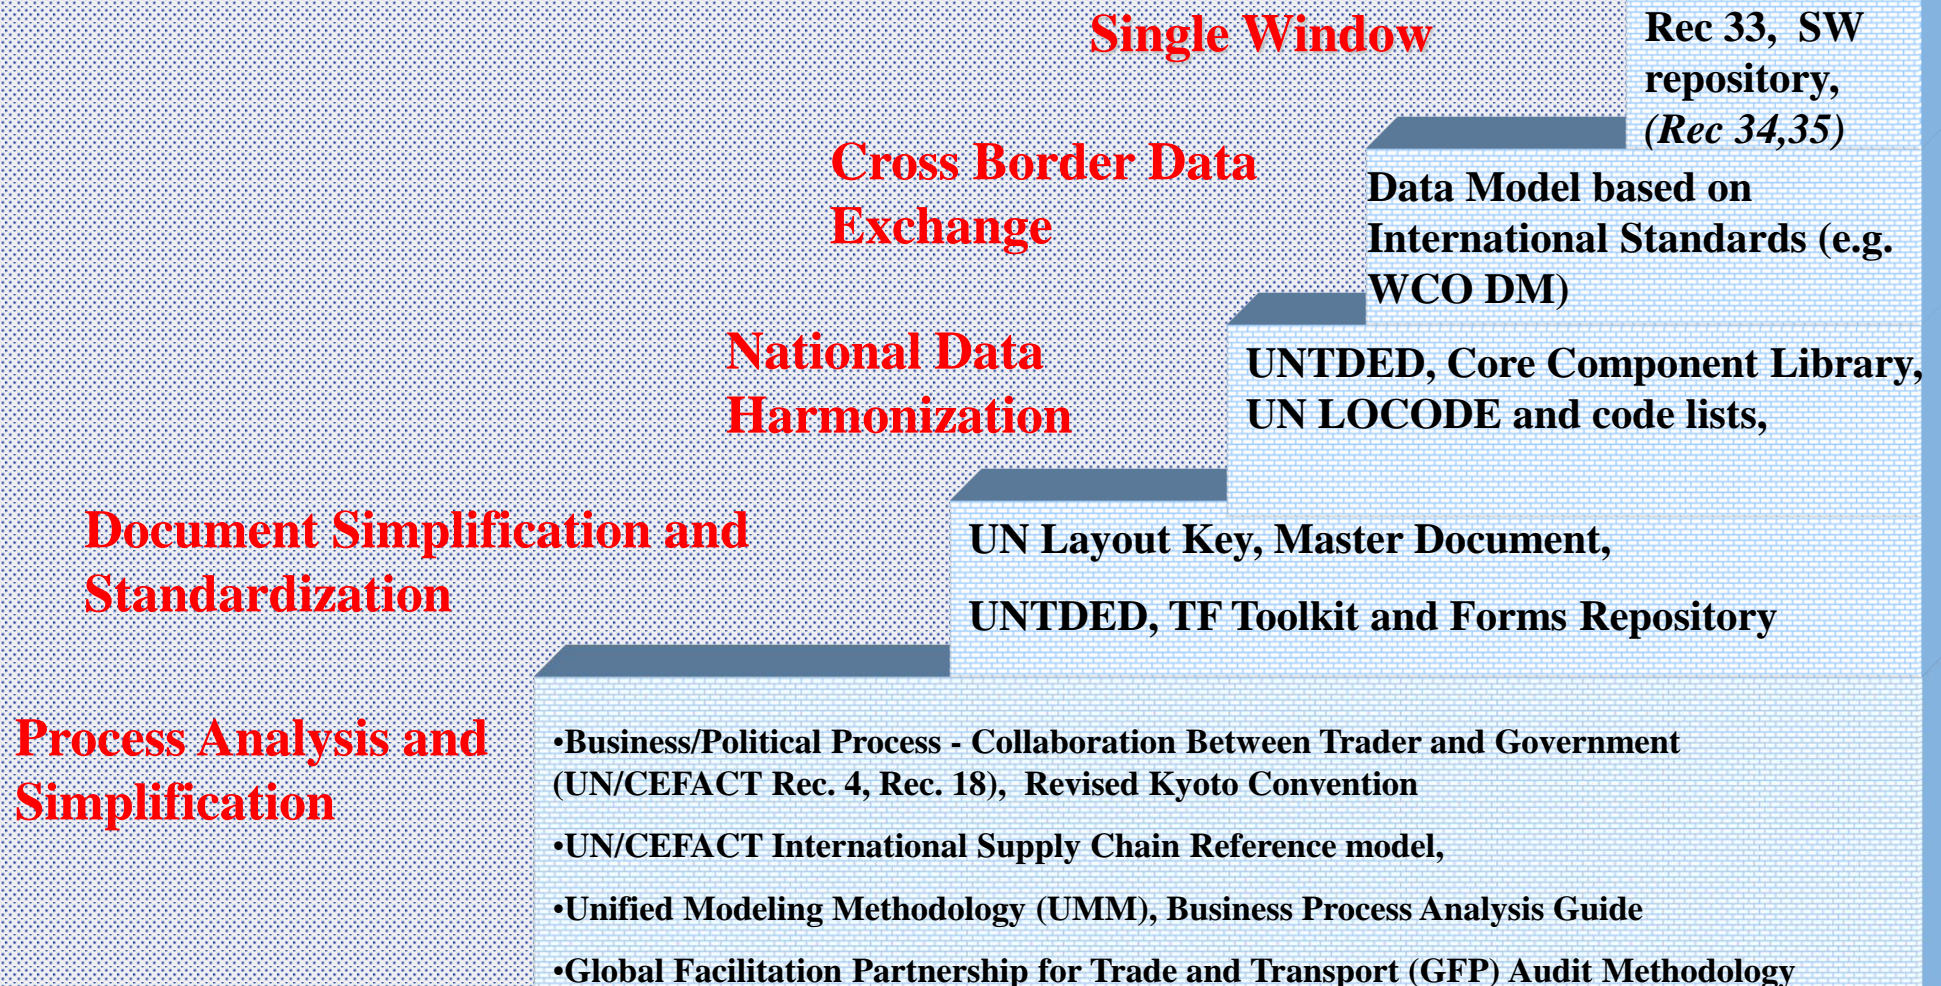 Single Window
Rec 33, SW
repository,
(Rec 34,35)
Cross Border Data
Exchange
Data Model based on
International Standards (e.g.
WCO DM)
National Data
Harmonization
UNTDED, Core Component Library,
UN LOCODE and code lists,
Document Simplification and
Standardization
UN Layout Key, Master Document,
UNTDED, TF Toolkit and Forms Repository
Process Analysis and
Simplification
•Business/Political Process - Collaboration Between Trader and Government
(UN/CEFACT Rec. 4, Rec. 18), Revised Kyoto Convention
•UN/CEFACT International Supply Chain Reference model,
•Unified Modeling Methodology (UMM), Business Process Analysis Guide
•Global Facilitation Partnership for Trade and Transport (GFP) Audit Methodology